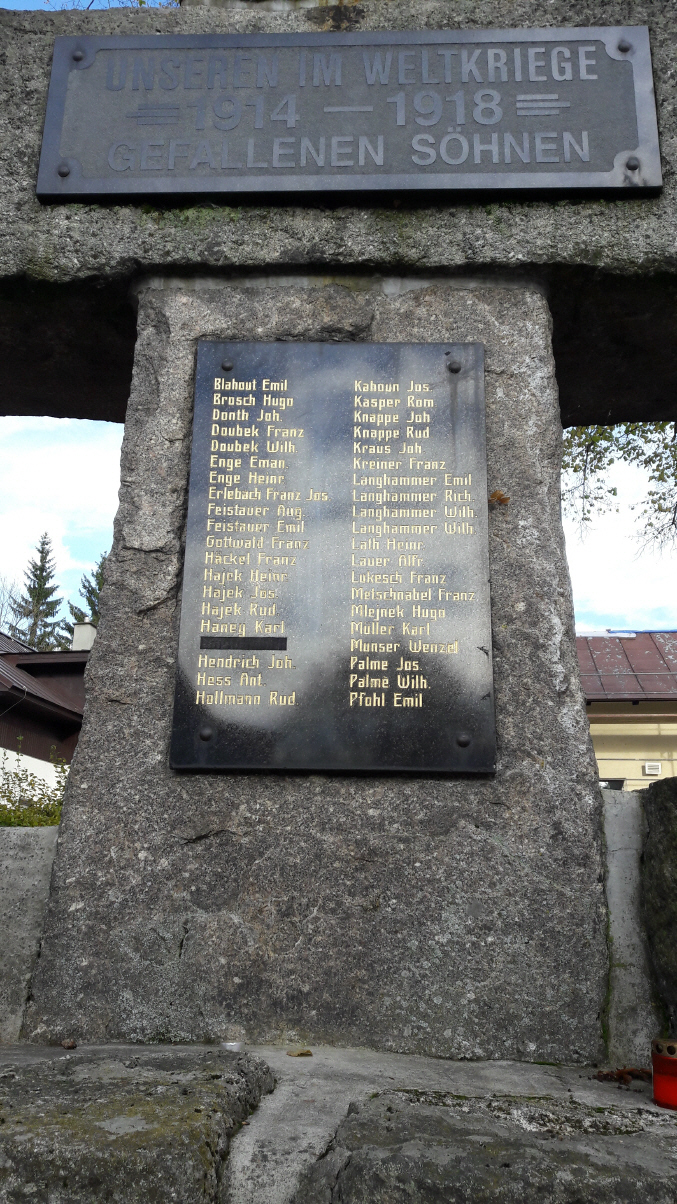 UNSEREN IM WELTKRIEGE
1914 — 1918
GEFALLENEN SÖHNEN
Blahout Emil
Brosch Hugo
Donth Joh.
Doubek Franz
Doubek Wilh.
Enge Eman.
Enge Heinr.
Erlebach Franz Jos.
Feistauer Aug.
Feistauer Emil
Gottwald Franz
Häckel Franz
Hajek Heinr.
Hajek Jos.
Hajek Rud.
Haney Karl
Hendrich Joh.
Hess Ant.
Hollmann Rud.
Kahoun Jos.
Kasper Rom.
Knappe Joh.
Knappe Rud.
Kraus Joh.
Kreiner Franz
Langhammer Emil
Langhammer Rich.
Langhammer Wilh.
Langhammer Wilh.
Lath Heinr.
Lauer Alfr.
Lukesch Franz
Metschnabel Franz
Mlejnek Hugo
Müller Karl
Munser Wenzel
Palme Jos.
Palme Wilh.
Pfohl Emil